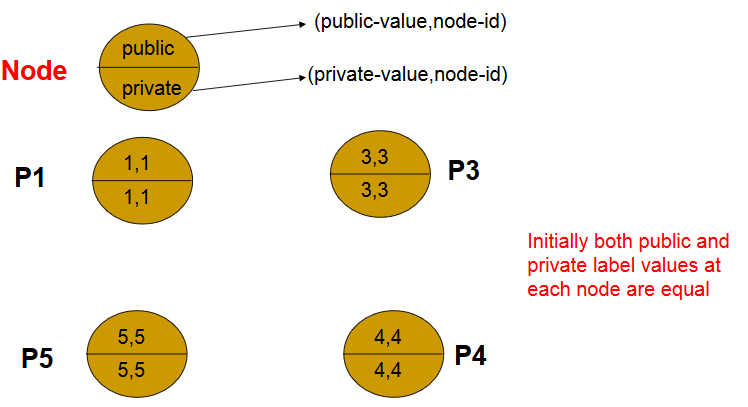 (public-value,node-id)
public
Node
private
(private-value,node-id)
P1
1,1
1,1
3,3
3,3
P3
Initially both public and
private label values at
each node are equal
P5
5,5
5,5
4,4
4,4
P4